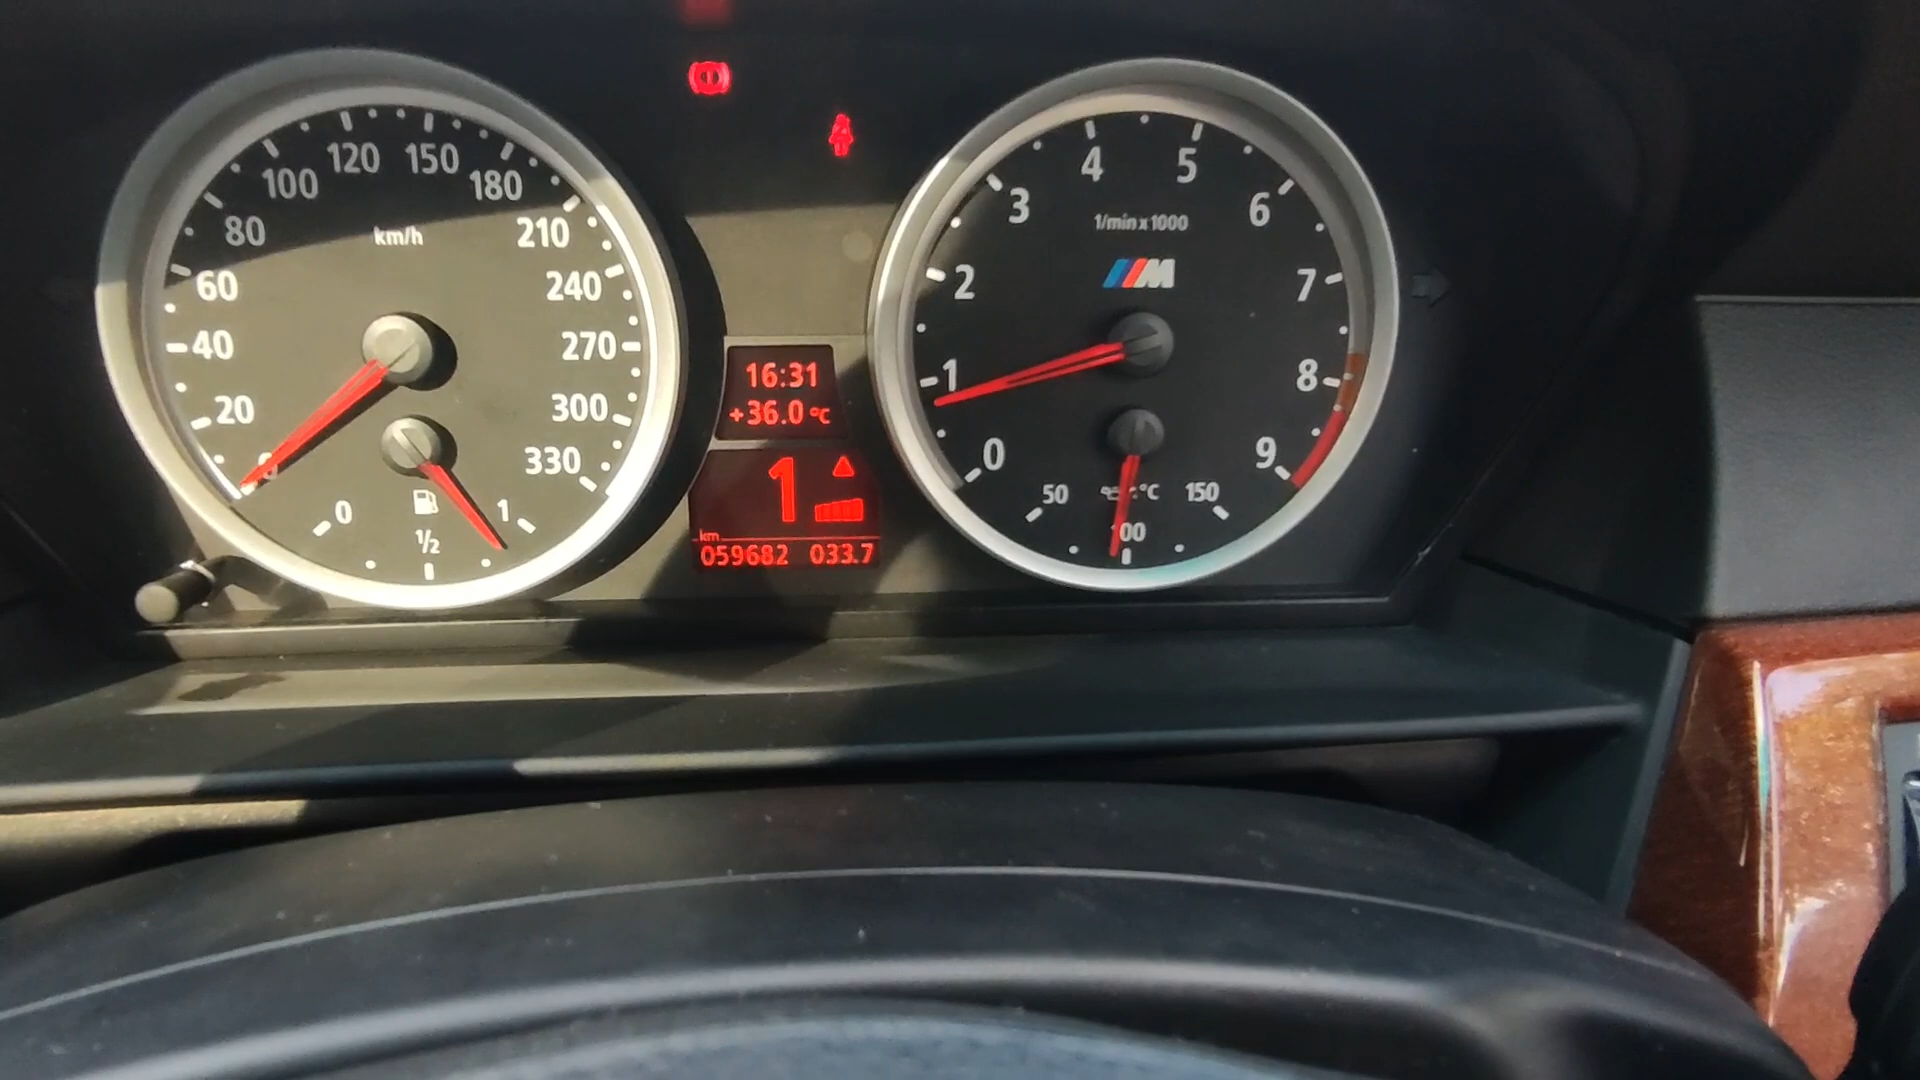 120 150
100 180
80 km/h 210
60 240
40 270
20 300
0 330
0 1
1/2
16:31
+36.0 °C
1
km
059682 033.7
4 5
3 6
1/min x 1000
2 M 7
1 8
0 9
50 °C 150
100